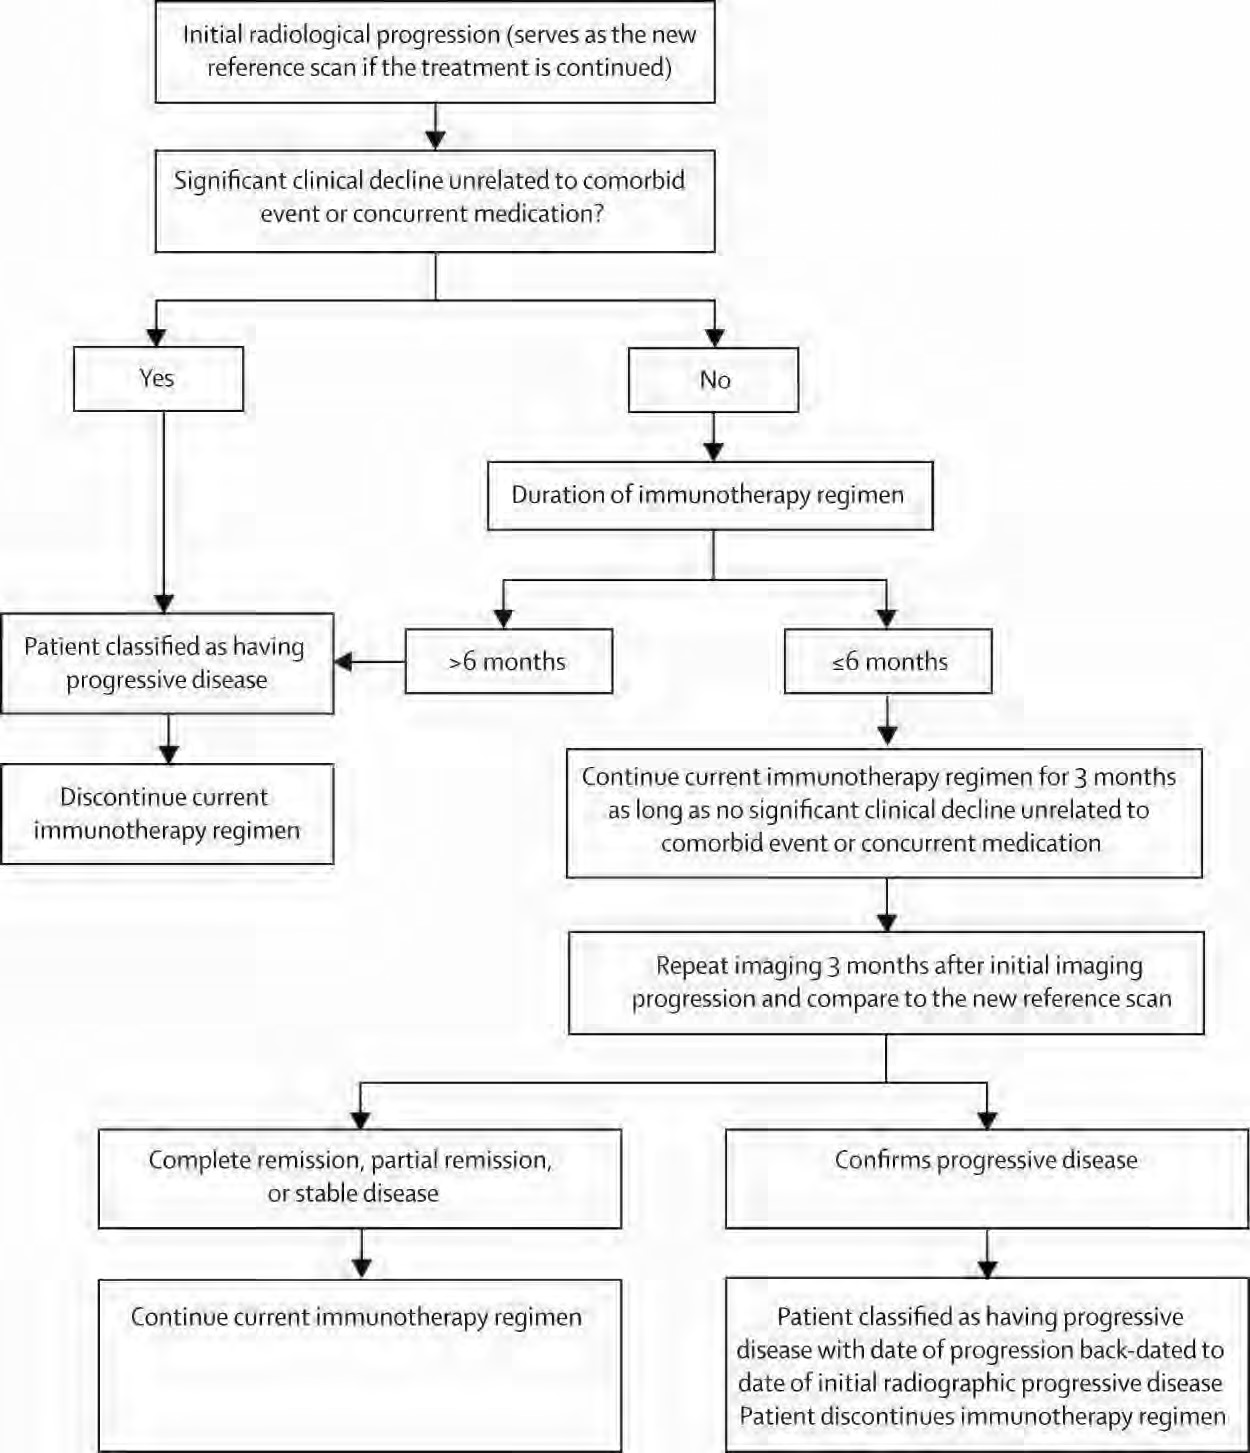 Initial radiological progression (serves as the new
reference scan if the treatment is continued)
Significant clinical decline unrelated to comorbid
event or concurrent medication?
Yes
No
Duration of immunotherapy regimen
>6 months
≤6 months
Patient classified as having
progressive disease
Discontinue current
immunotherapy regimen
Continue current immunotherapy regimen for 3 months
as long as no significant clinical decline unrelated to
comorbid event or concurrent medication
Repeat imaging 3 months after initial imaging
progression and compare to the new reference scan
Complete remission, partial remission,
or stable disease
Confirms progressive disease
Continue current immunotherapy regimen
Patient classified as having progressive
disease with date of progression back-dated to
date of initial radiographic progressive disease
Patient discontinues immunotherapy regimen